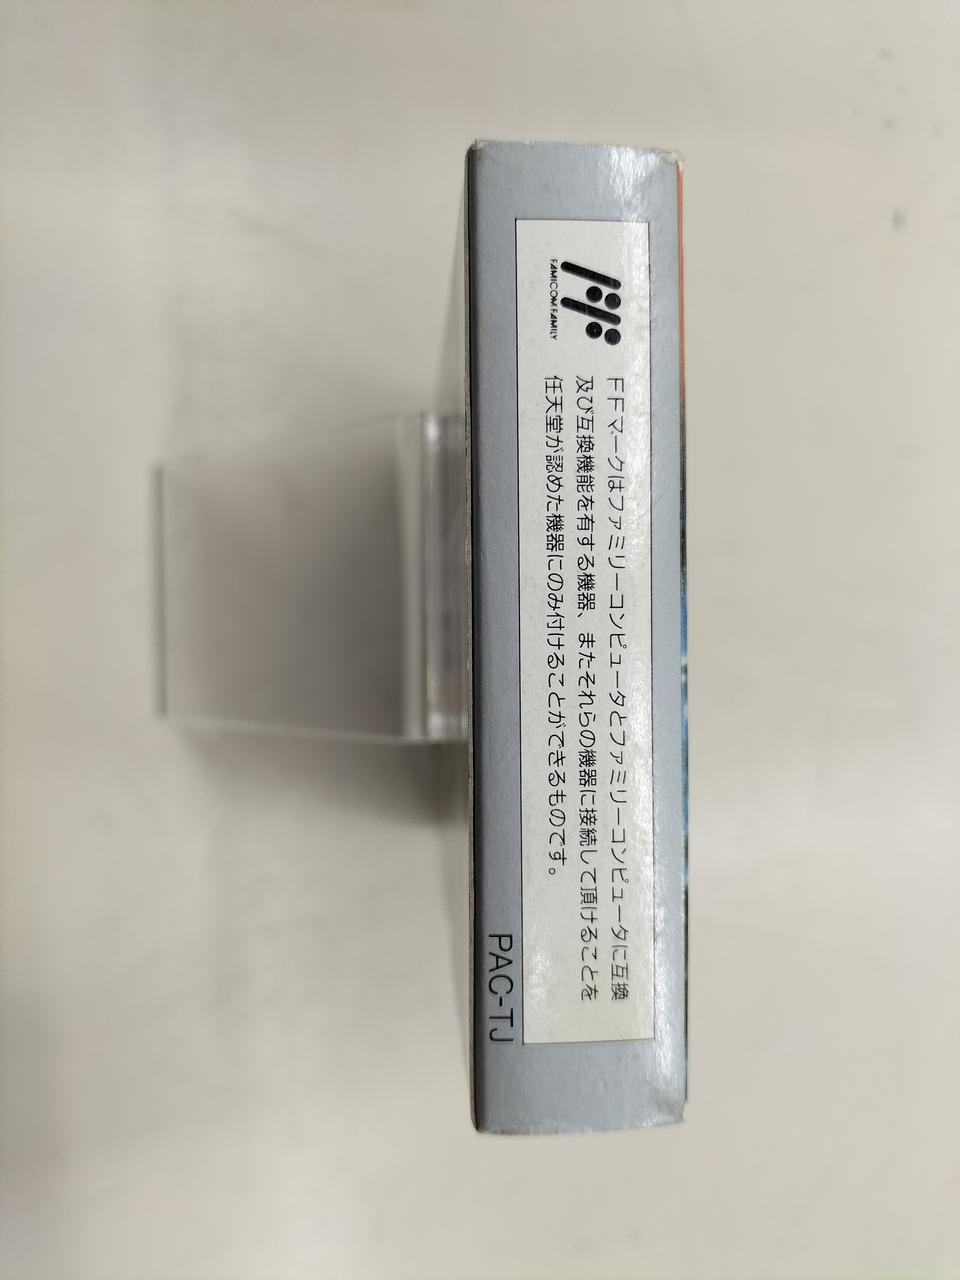 FAMICOM FAMILY
FFマークはファミリーコンピュータとファミリーコンピュータに互換
及び互換機能を有する機器、またそれらの機器に接続して頂けることを
任天堂が認めた機器にのみ付けることができるものです。
PAC-TJ